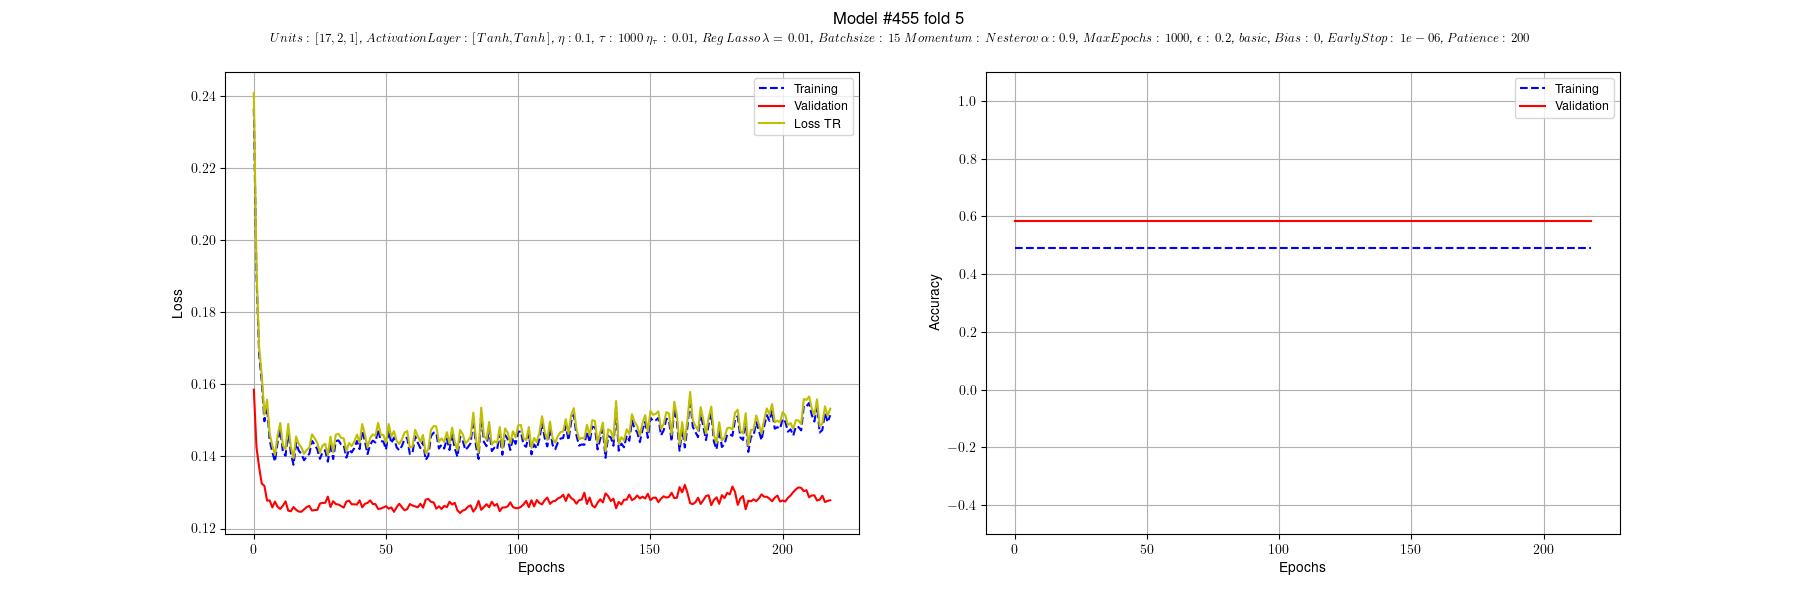 Model #455 fold 5
Units : [17, 2, 1], ActivationLayer : [Tanh, Tanh], η : 0.1, τ : 1000 ητ : 0.01, Reg Lasso λ = 0.01, Batchsize : 15 Momentum : Nesterov α : 0.9, MaxEpochs : 1000, ϵ : 0.2, basic, Bias : 0, EarlyStop : 1e − 06, Patience : 200
Training
Validation
Loss TR
0.24
0.22
0.20
0.18
0.16
0.14
0.12
Loss
0 50 100 150 200
Epochs
Training
Validation
1.0
0.8
0.6
0.4
0.2
0.0
−0.2
−0.4
Accuracy
0 50 100 150 200
Epochs